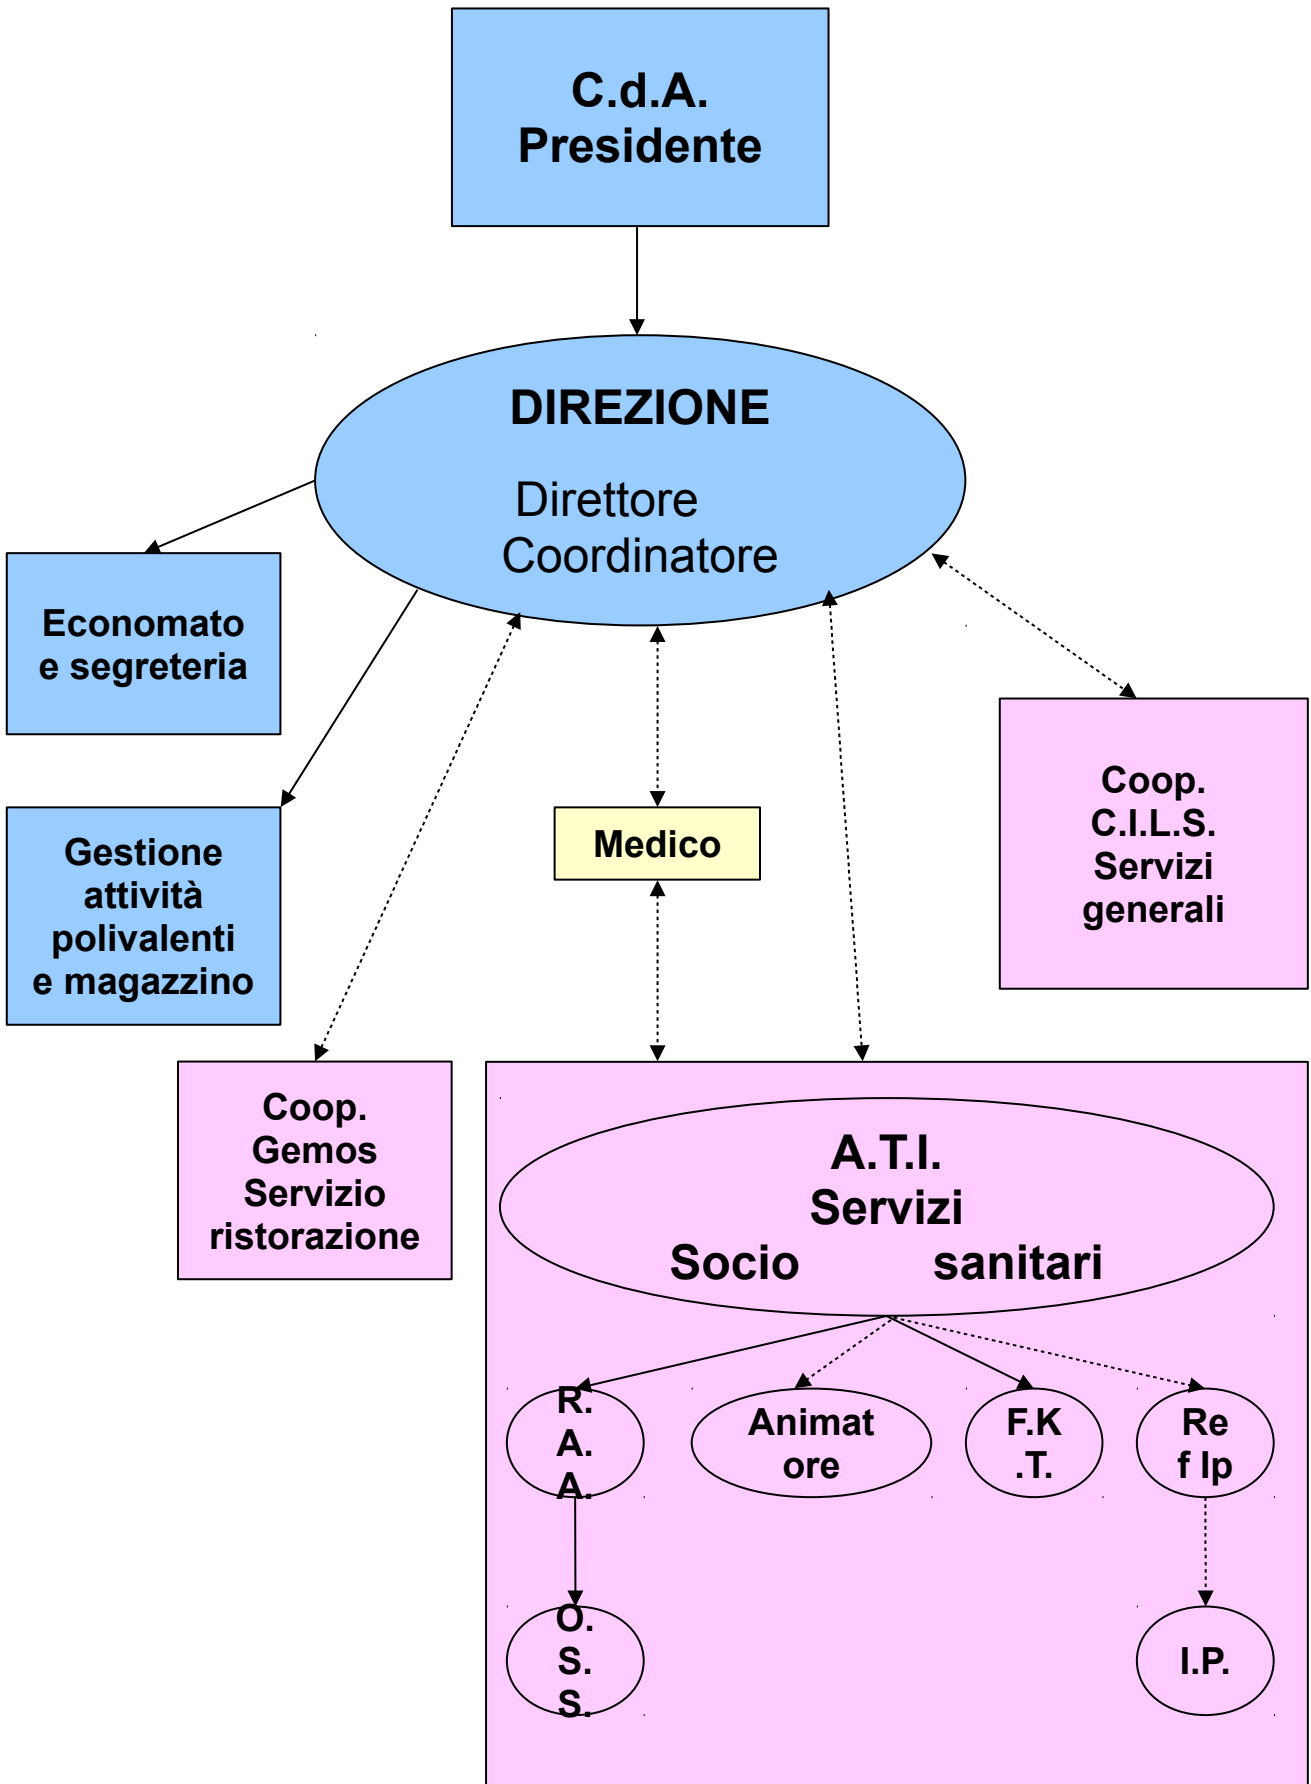 C.d.A.
Presidente
DIREZIONE
Direttore
Coordinatore
Economato
e segreteria
Gestione
attività
polivalenti
e magazzino
Medico
Coop.
C.I.L.S.
Servizi
generali
Coop.
Gemos
Servizio
ristorazione
A.T.I.
Servizi
Socio sanitari
R.
A.
A.
Animat
ore
F.K
.T.
Re
f Ip
O.
S.
S.
I.P.